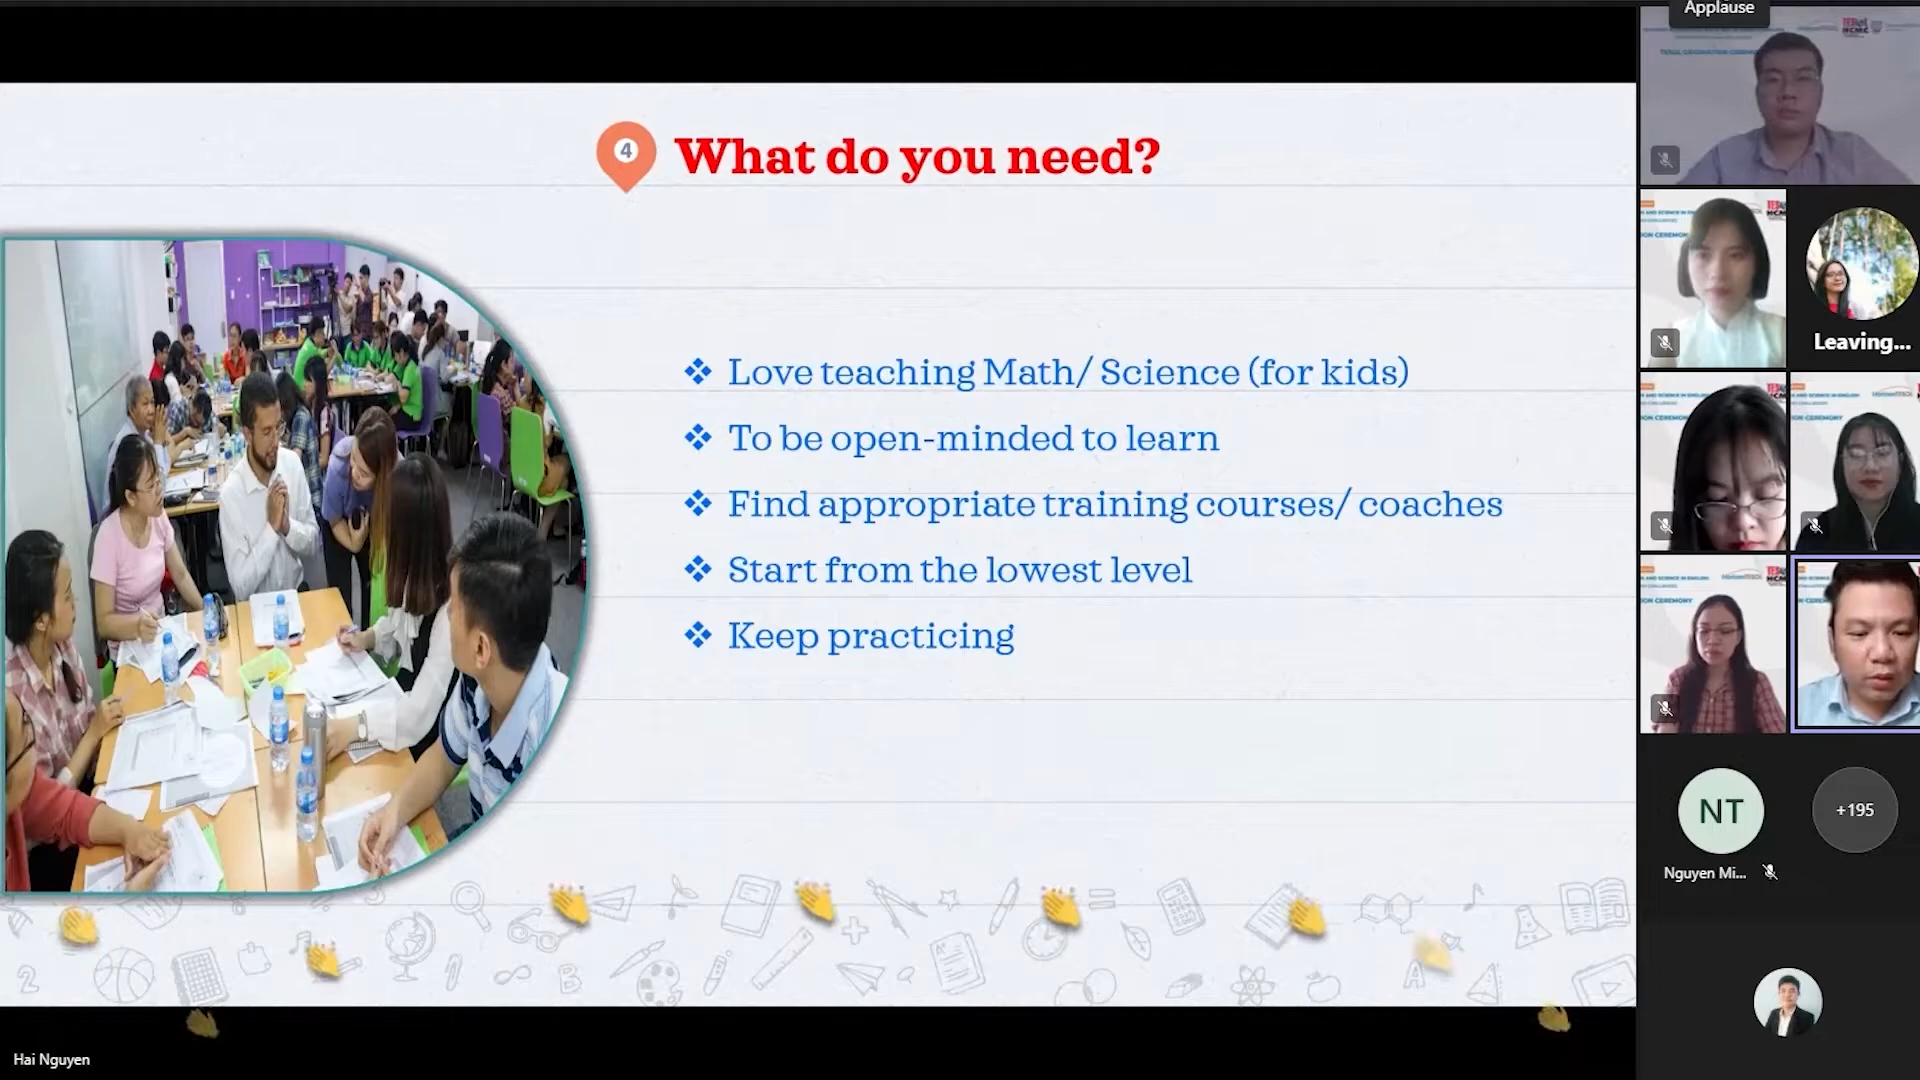 Applause
4
What do you need?
Love teaching Math/ Science (for kids)
To be open-minded to learn
Find appropriate training courses/ coaches
Start from the lowest level
Keep practicing
Leaving...
NT
+195
Nguyen Mi...
Hai Nguyen